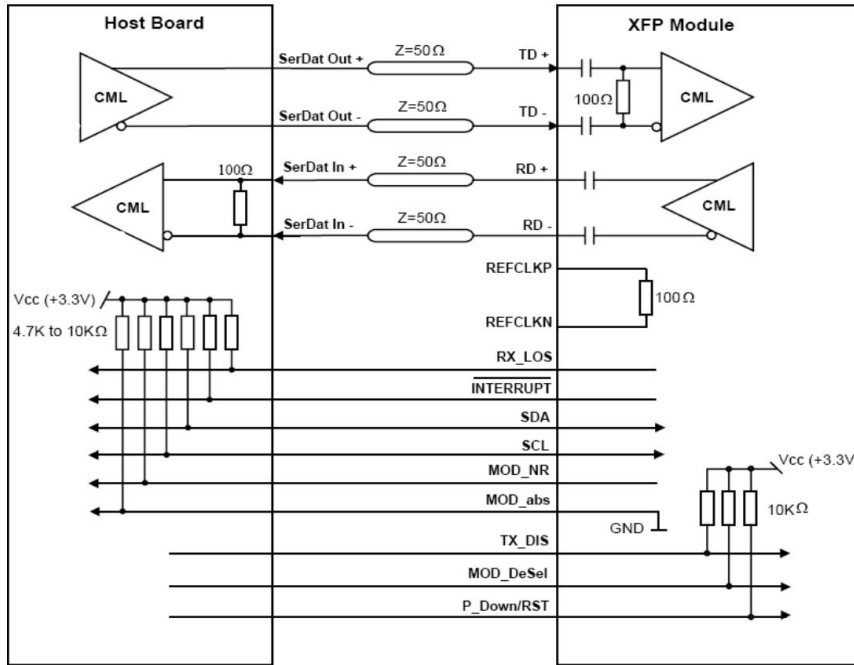 Host Board
XFP Module
SerDat Out +
Z=50Ω
TD +
CML
100Ω
CML
SerDat Out -
Z=50Ω
TD -
100Ω
SerDat In +
Z=50Ω
RD +
CML
CML
SerDat In -
Z=50Ω
RD -
REFCLKP
100Ω
REFCLKN
Vcc (+3.3V)
4.7K to 10KΩ
RX_LOS
INTERRUPT
SDA
SCL
MOD_NR
MOD_abs
Vcc (+3.3V
10KΩ
GND
TX_DIS
MOD_DeSel
P_Down/RST